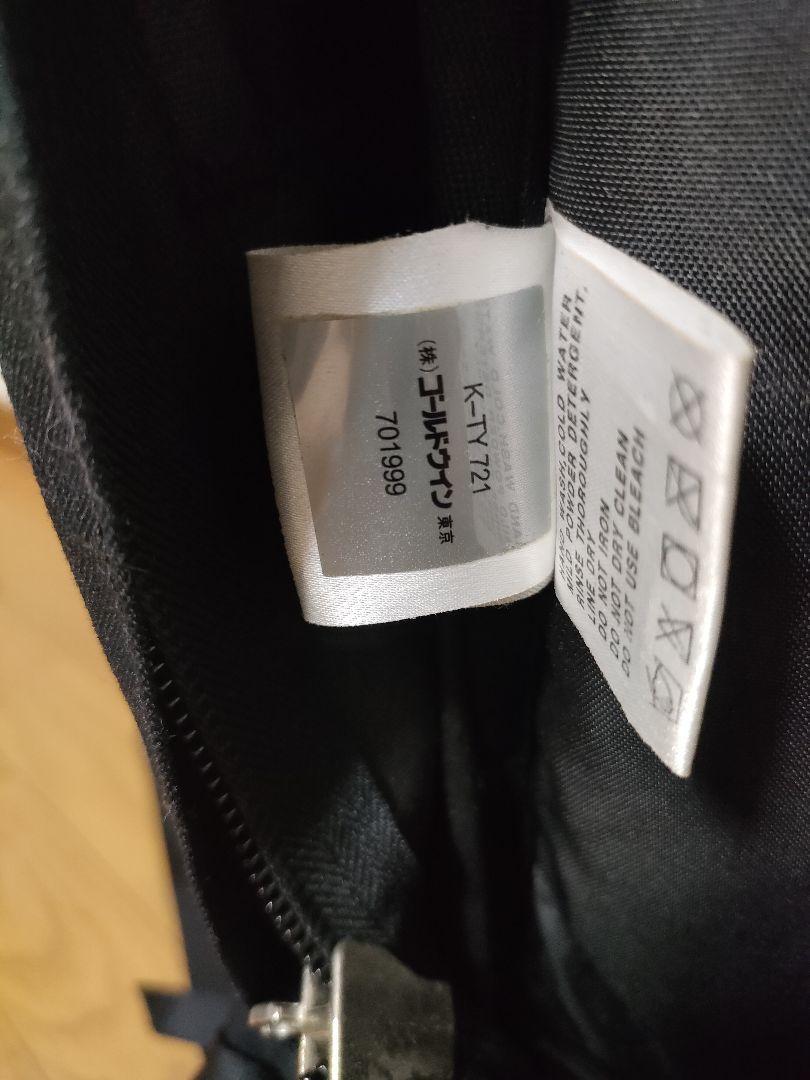 K-TY 721
(株)ゴールドウイン 東京
701999
HAND WASH COLD WATER
MILD POWDER DETERGENT.
RINSE THOROUGHLY
LINE DRY
DO NOT IRON
DO NOT DRY CLEAN
DO NOT USE BLEACH